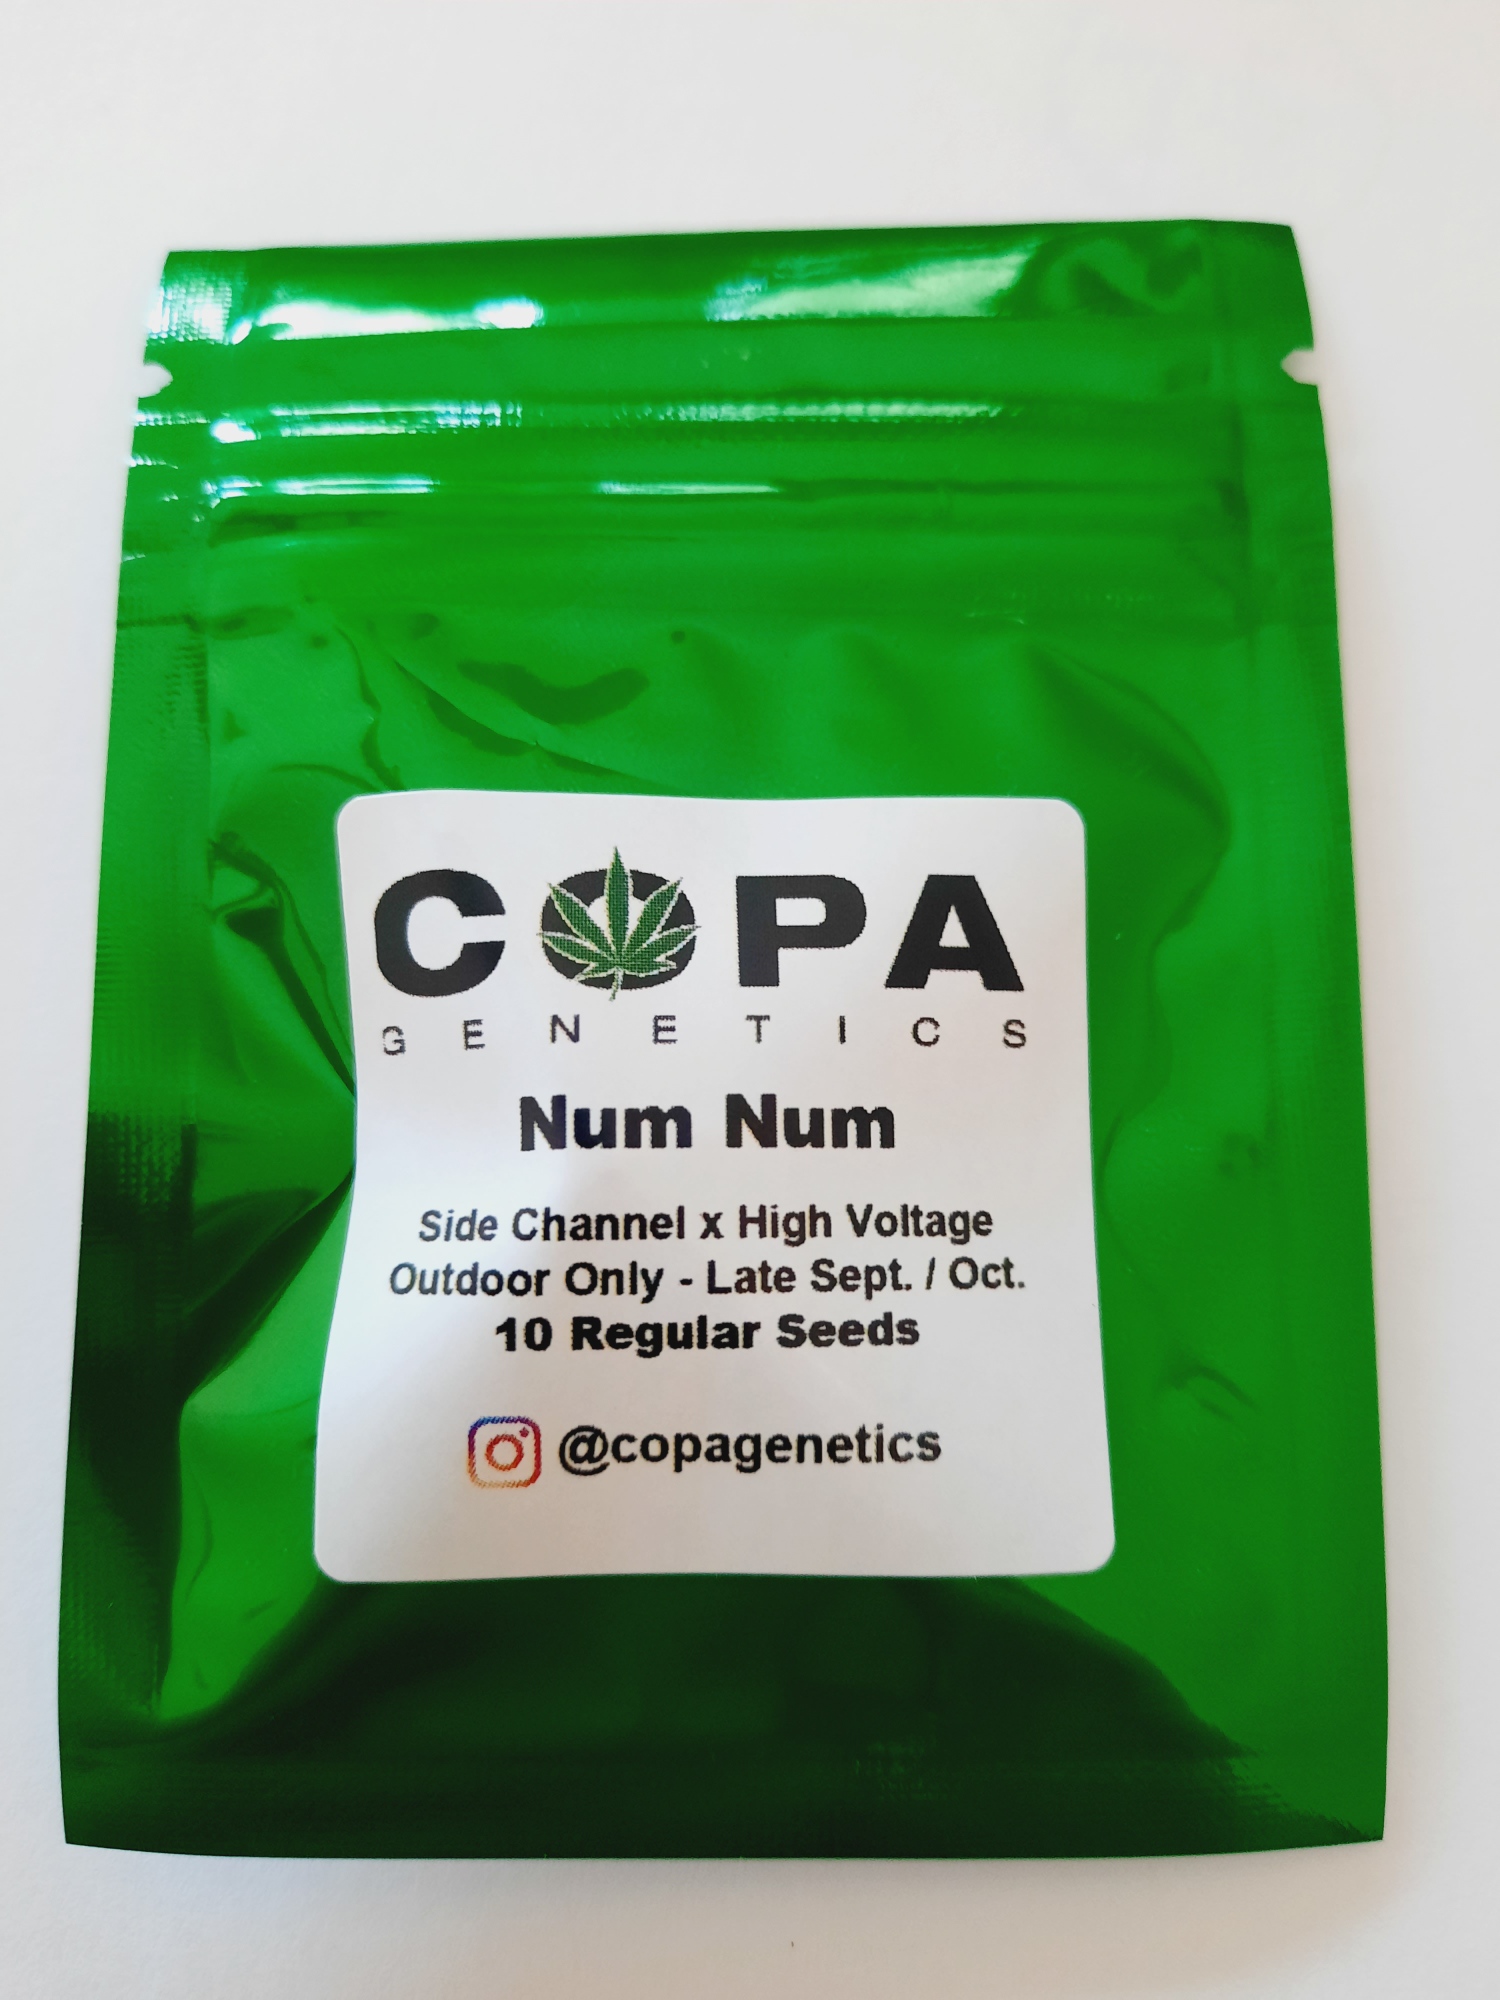 COPA
GENETICS
Num Num
Side Channel x High Voltage
Outdoor Only - Late Sept. / Oct.
10 Regular Seeds
@copagenetics